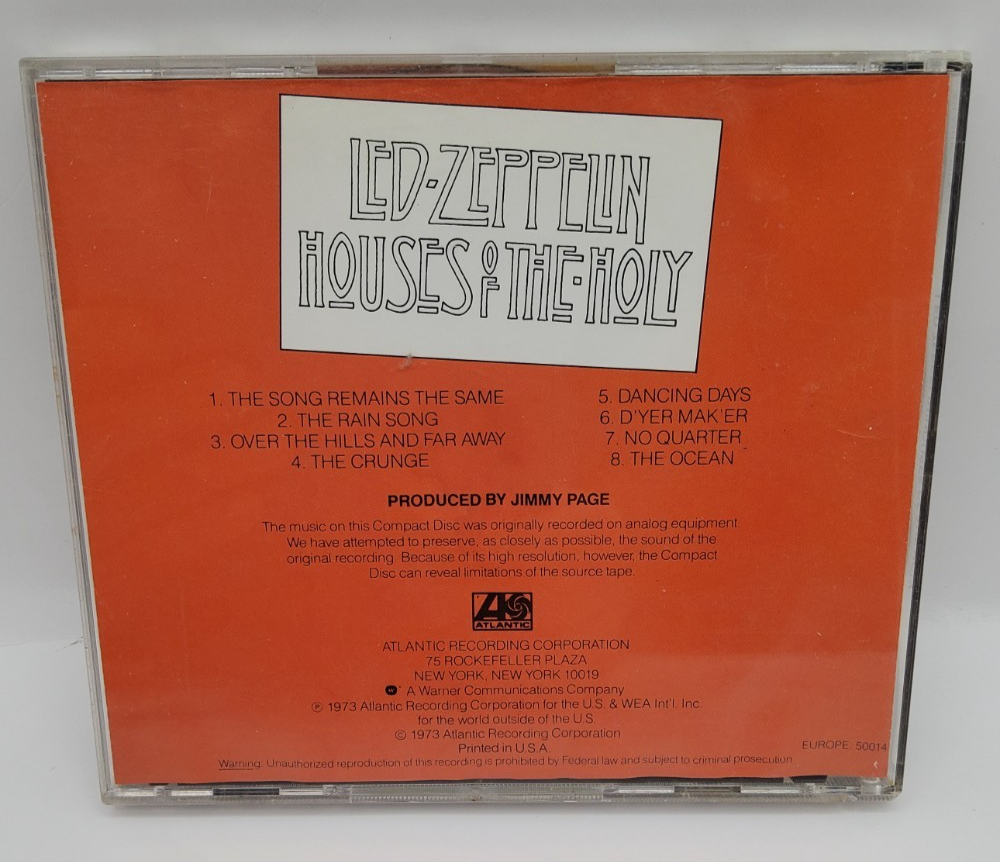 LED·ZEPPELIN
HOUSES OF THE·HOLY
1. THE SONG REMAINS THE SAME
2. THE RAIN SONG
3. OVER THE HILLS AND FAR AWAY
4. THE CRUNGE
5. DANCING DAYS
6. D'YER MAK'ER
7. NO QUARTER
8. THE OCEAN
PRODUCED BY JIMMY PAGE
The music on this Compact Disc was originally recorded on analog equipment.
We have attempted to preserve, as closely as possible, the sound of the
original recording. Because of its high resolution, however, the Compact
Disc can reveal limitations of the source tape.
ATLANTIC
ATLANTIC RECORDING CORPORATION
75 ROCKEFELLER PLAZA
NEW YORK, NEW YORK 10019
A Warner Communications Company
℗ 1973 Atlantic Recording Corporation for the U.S. & WEA Int'l. Inc.
for the world outside of the U.S.
© 1973 Atlantic Recording Corporation
Printed in U.S.A.
EUROPE: 50014
Warning: Unauthorized reproduction of this recording is prohibited by Federal law and subject to criminal prosecution.